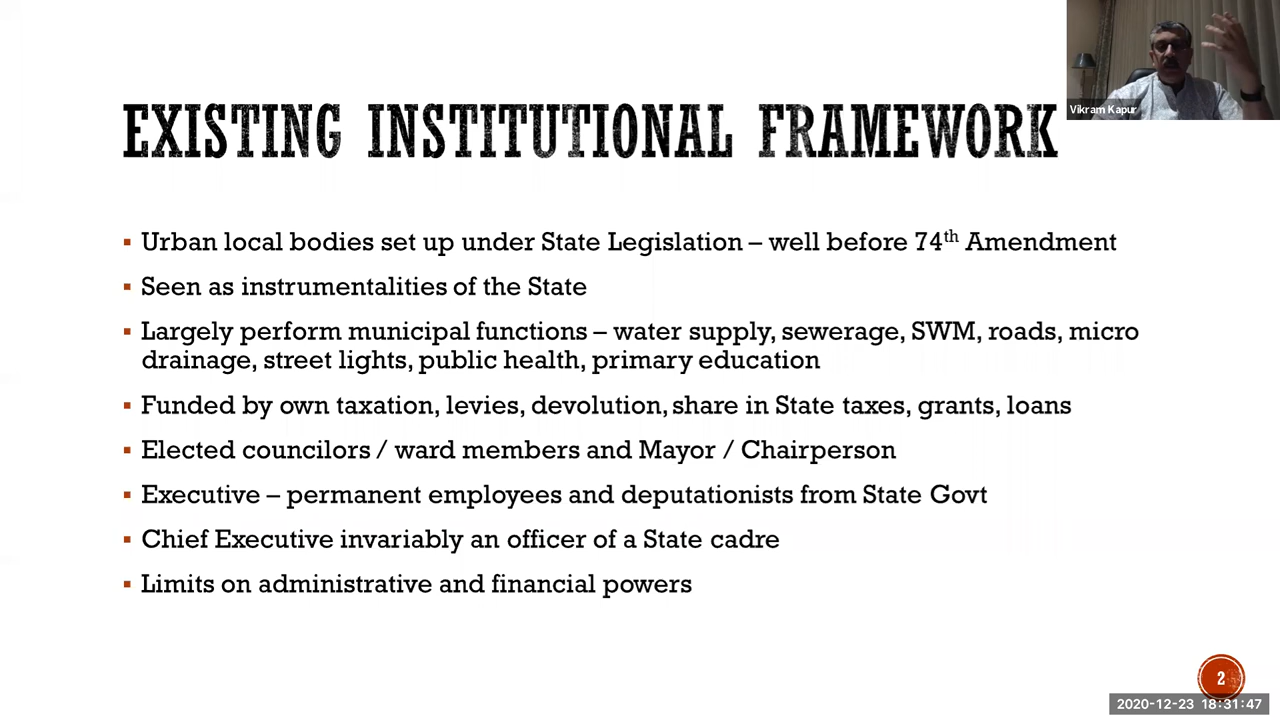 Vikram Kapur
EXISTING INSTITUTIONAL FRAMEWORK
▪ Urban local bodies set up under State Legislation – well before 74th Amendment
▪ Seen as instrumentalities of the State
▪ Largely perform municipal functions – water supply, sewerage, SWM, roads, micro
drainage, street lights, public health, primary education
▪ Funded by own taxation, levies, devolution, share in State taxes, grants, loans
▪ Elected councilors / ward members and Mayor / Chairperson
▪ Executive – permanent employees and deputationists from State Govt
▪ Chief Executive invariably an officer of a State cadre
▪ Limits on administrative and financial powers
2
2020-12-23 18:31:47